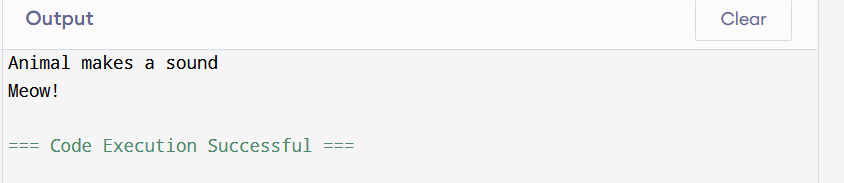 Output
Clear
Animal makes a sound
Meow!
=== Code Execution Successful ===